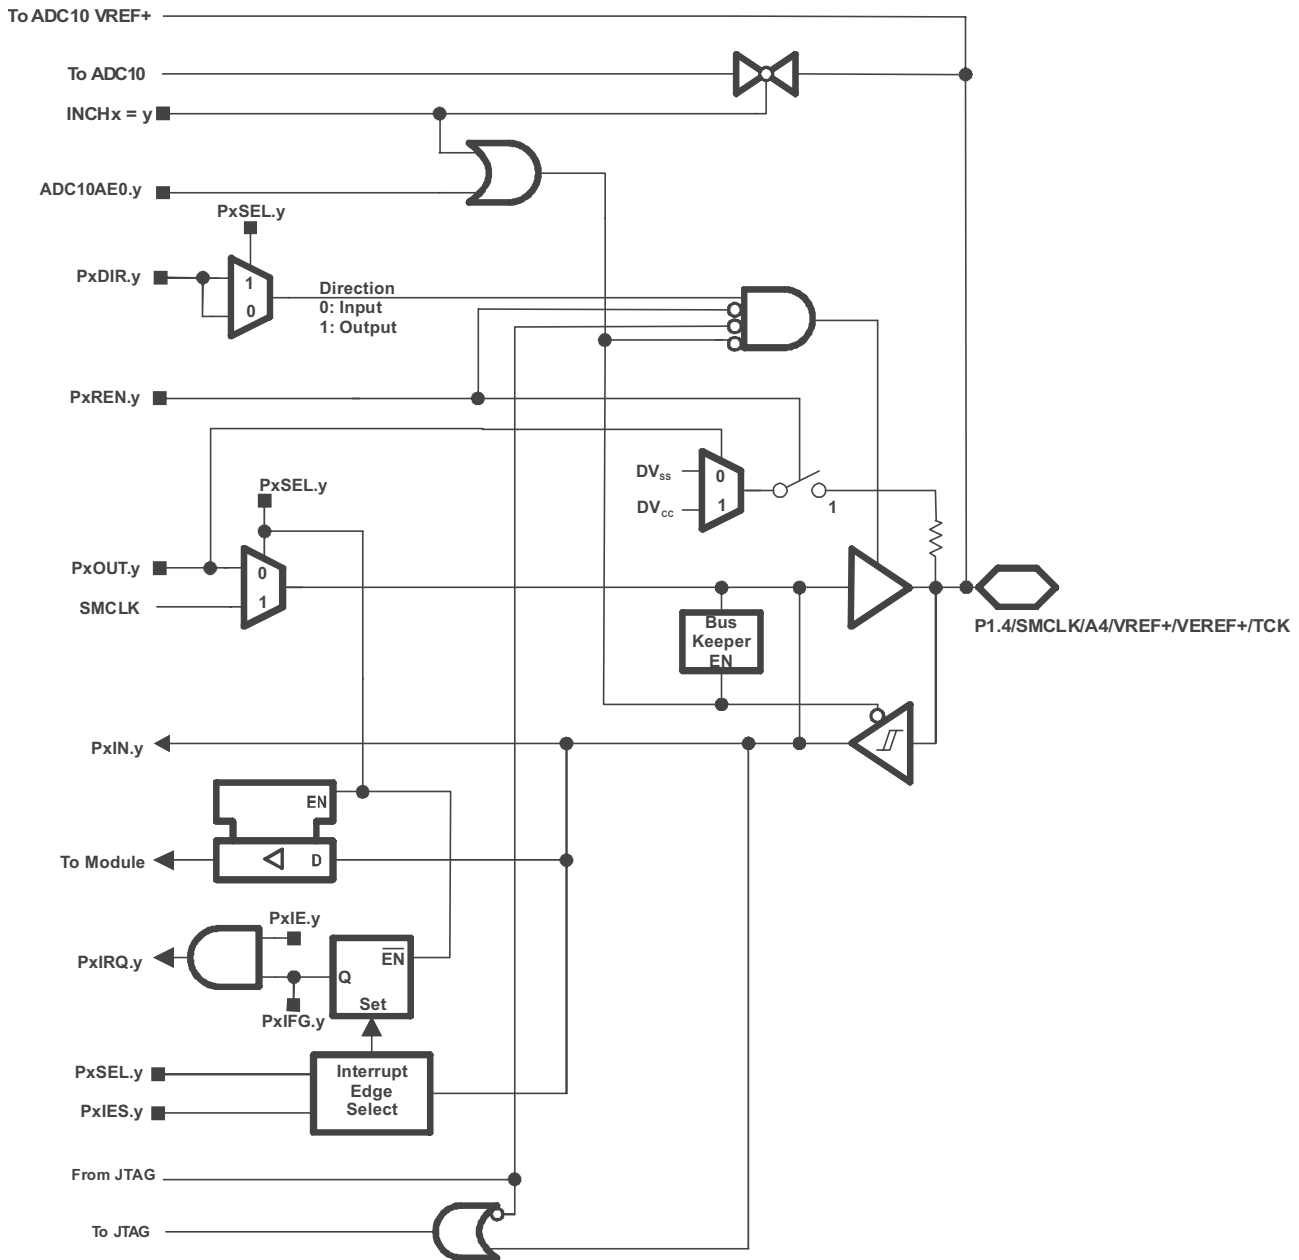 To ADC10 VREF+
To ADC10
INCHx = y
ADC10AE0.y
PxSEL.y
PxDIR.y
1
0
Direction
0: Input
1: Output
PxREN.y
DVss
DVcc
0
1
1
PxSEL.y
PxOUT.y
SMCLK
0
1
Bus
Keeper
EN
P1.4/SMCLK/A4/VREF+/VEREF+/TCK
PxIN.y
EN
To Module
D
PxIE.y
PxIRQ.y
EN
Q
Set
PxIFG.y
PxSEL.y
PxIES.y
Interrupt
Edge
Select
From JTAG
To JTAG